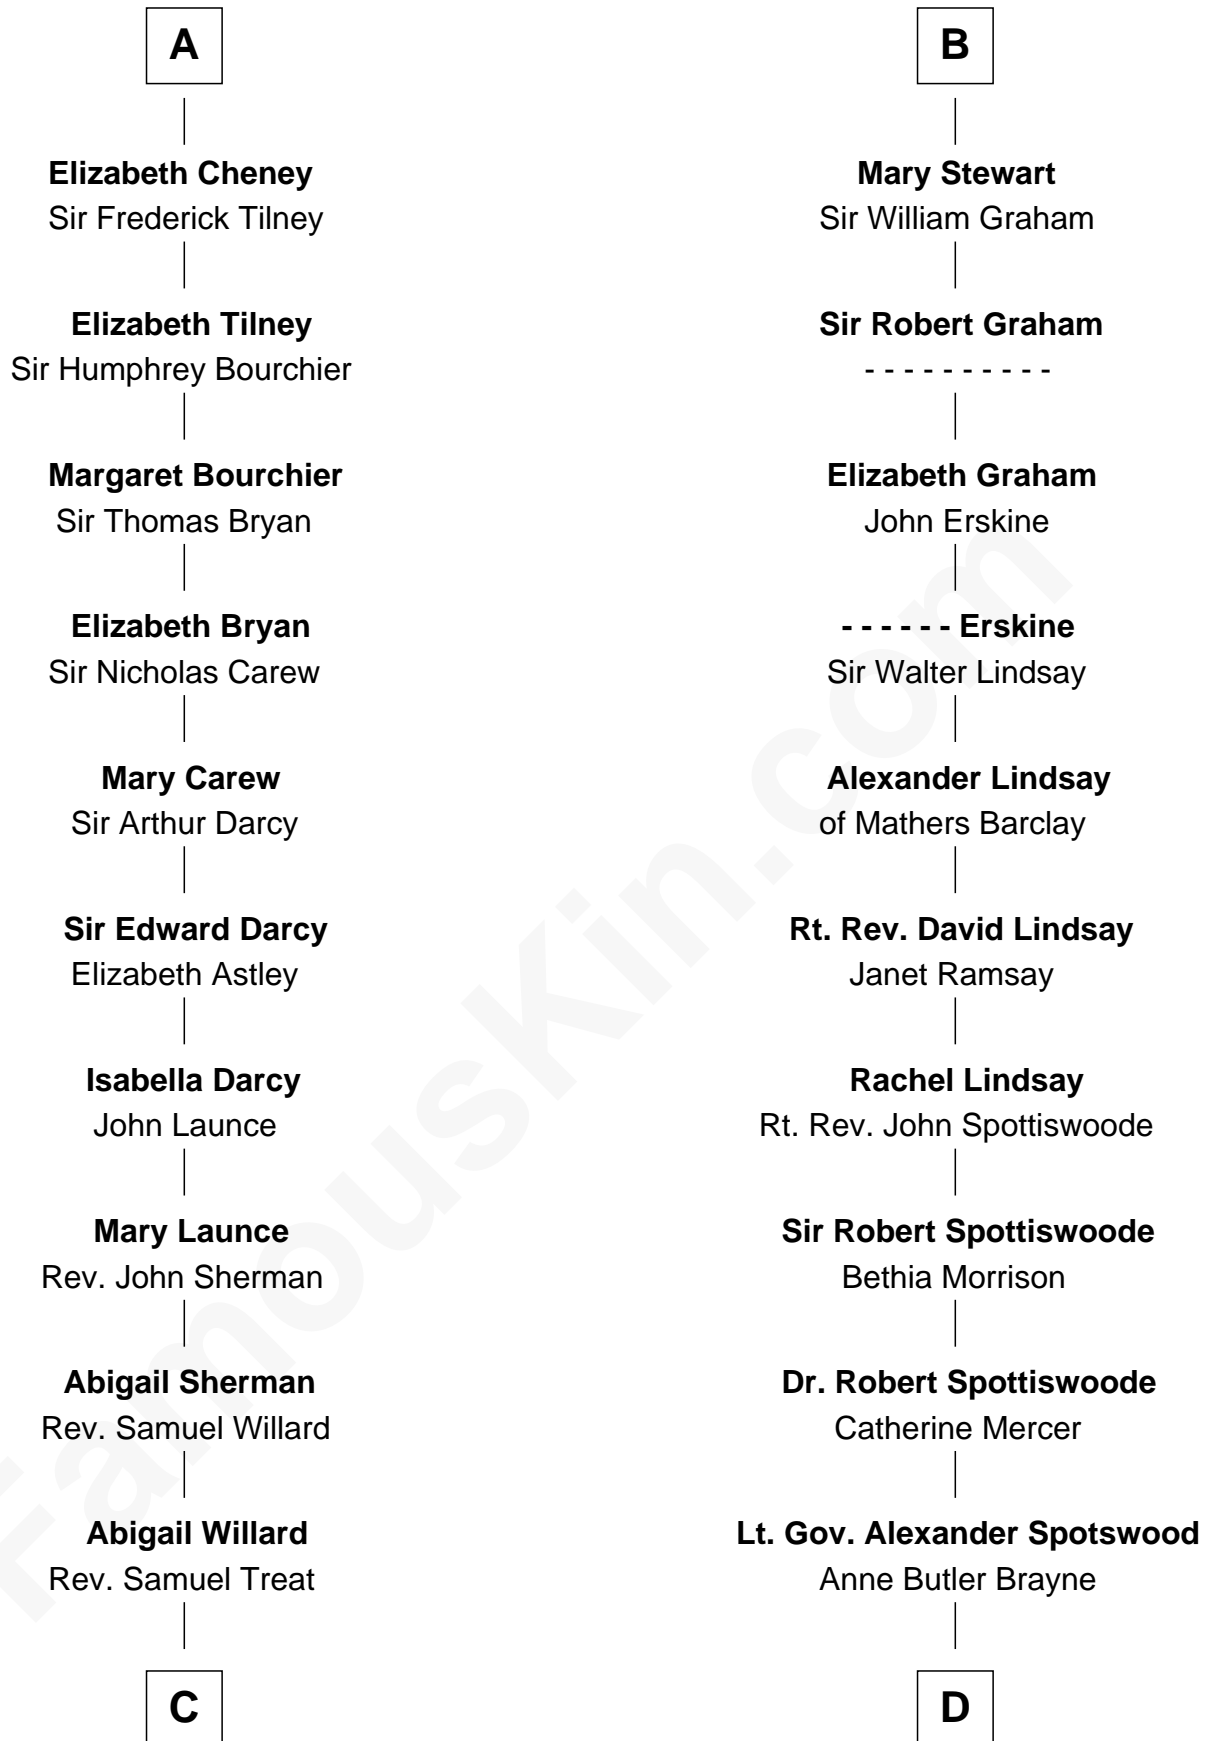 A
Elizabeth Cheney
Sir Frederick Tilney
Elizabeth Tilney
Sir Humphrey Bourchier
Margaret Bourchier
Sir Thomas Bryan
Elizabeth Bryan
Sir Nicholas Carew
Mary Carew
Sir Arthur Darcy
Sir Edward Darcy
Elizabeth Astley
Isabella Darcy
John Launce
Mary Launce
Rev. John Sherman
Abigail Sherman
Rev. Samuel Willard
Abigail Willard
Rev. Samuel Treat
C
B
Mary Stewart
Sir William Graham
Sir Robert Graham
- - - - - - - - - -
Elizabeth Graham
John Erskine
- - - - - - Erskine
Sir Walter Lindsay
Alexander Lindsay
of Mathers Barclay
Rt. Rev. David Lindsay
Janet Ramsay
Rachel Lindsay
Rt. Rev. John Spottiswoode
Sir Robert Spottiswoode
Bethia Morrison
Dr. Robert Spottiswoode
Catherine Mercer
Lt. Gov. Alexander Spotswood
Anne Butler Brayne
D
FamousKin.com